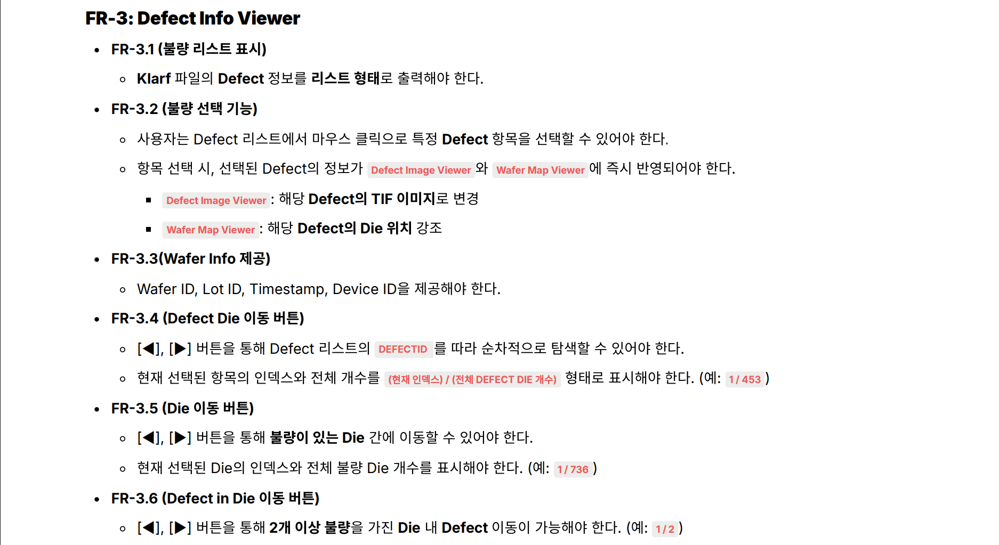 FR-3: Defect Info Viewer
• FR-3.1 (불량 리스트 표시)
◦ Klarf 파일의 Defect 정보를 리스트 형태로 출력해야 한다.
• FR-3.2 (불량 선택 기능)
◦ 사용자는 Defect 리스트에서 마우스 클릭으로 특정 Defect 항목을 선택할 수 있어야 한다.
◦ 항목 선택 시, 선택된 Defect의 정보가 Defect Image Viewer와 Wafer Map Viewer에 즉시 반영되어야 한다.
▪ Defect Image Viewer: 해당 Defect의 TIF 이미지로 변경
▪ Wafer Map Viewer: 해당 Defect의 Die 위치 강조
• FR-3.3(Wafer Info 제공)
◦ Wafer ID, Lot ID, Timestamp, Device ID을 제공해야 한다.
• FR-3.4 (Defect Die 이동 버튼)
◦ [◀], [▶] 버튼을 통해 Defect 리스트의 DEFECTID 를 따라 순차적으로 탐색할 수 있어야 한다.
◦ 현재 선택된 항목의 인덱스와 전체 개수를 (현재 인덱스) / (전체 DEFECT DIE 개수) 형태로 표시해야 한다. (예: 1 / 453 )
• FR-3.5 (Die 이동 버튼)
◦ [◀], [▶] 버튼을 통해 불량이 있는 Die 간에 이동할 수 있어야 한다.
◦ 현재 선택된 Die의 인덱스와 전체 불량 Die 개수를 표시해야 한다. (예: 1 / 736 )
• FR-3.6 (Defect in Die 이동 버튼)
◦ [◀], [▶] 버튼을 통해 2개 이상 불량을 가진 Die 내 Defect 이동이 가능해야 한다. (예: 1 / 2 )